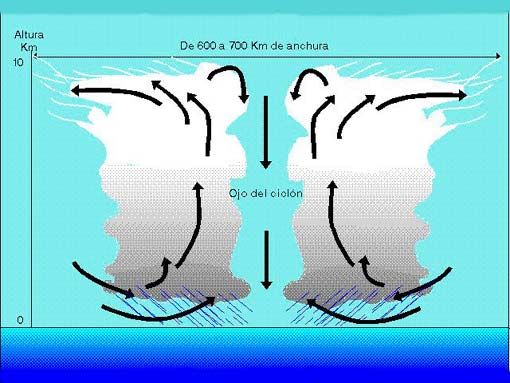 Altura
Km
De 600 a 700 Km de anchura
10
Ojo del ciclón
0